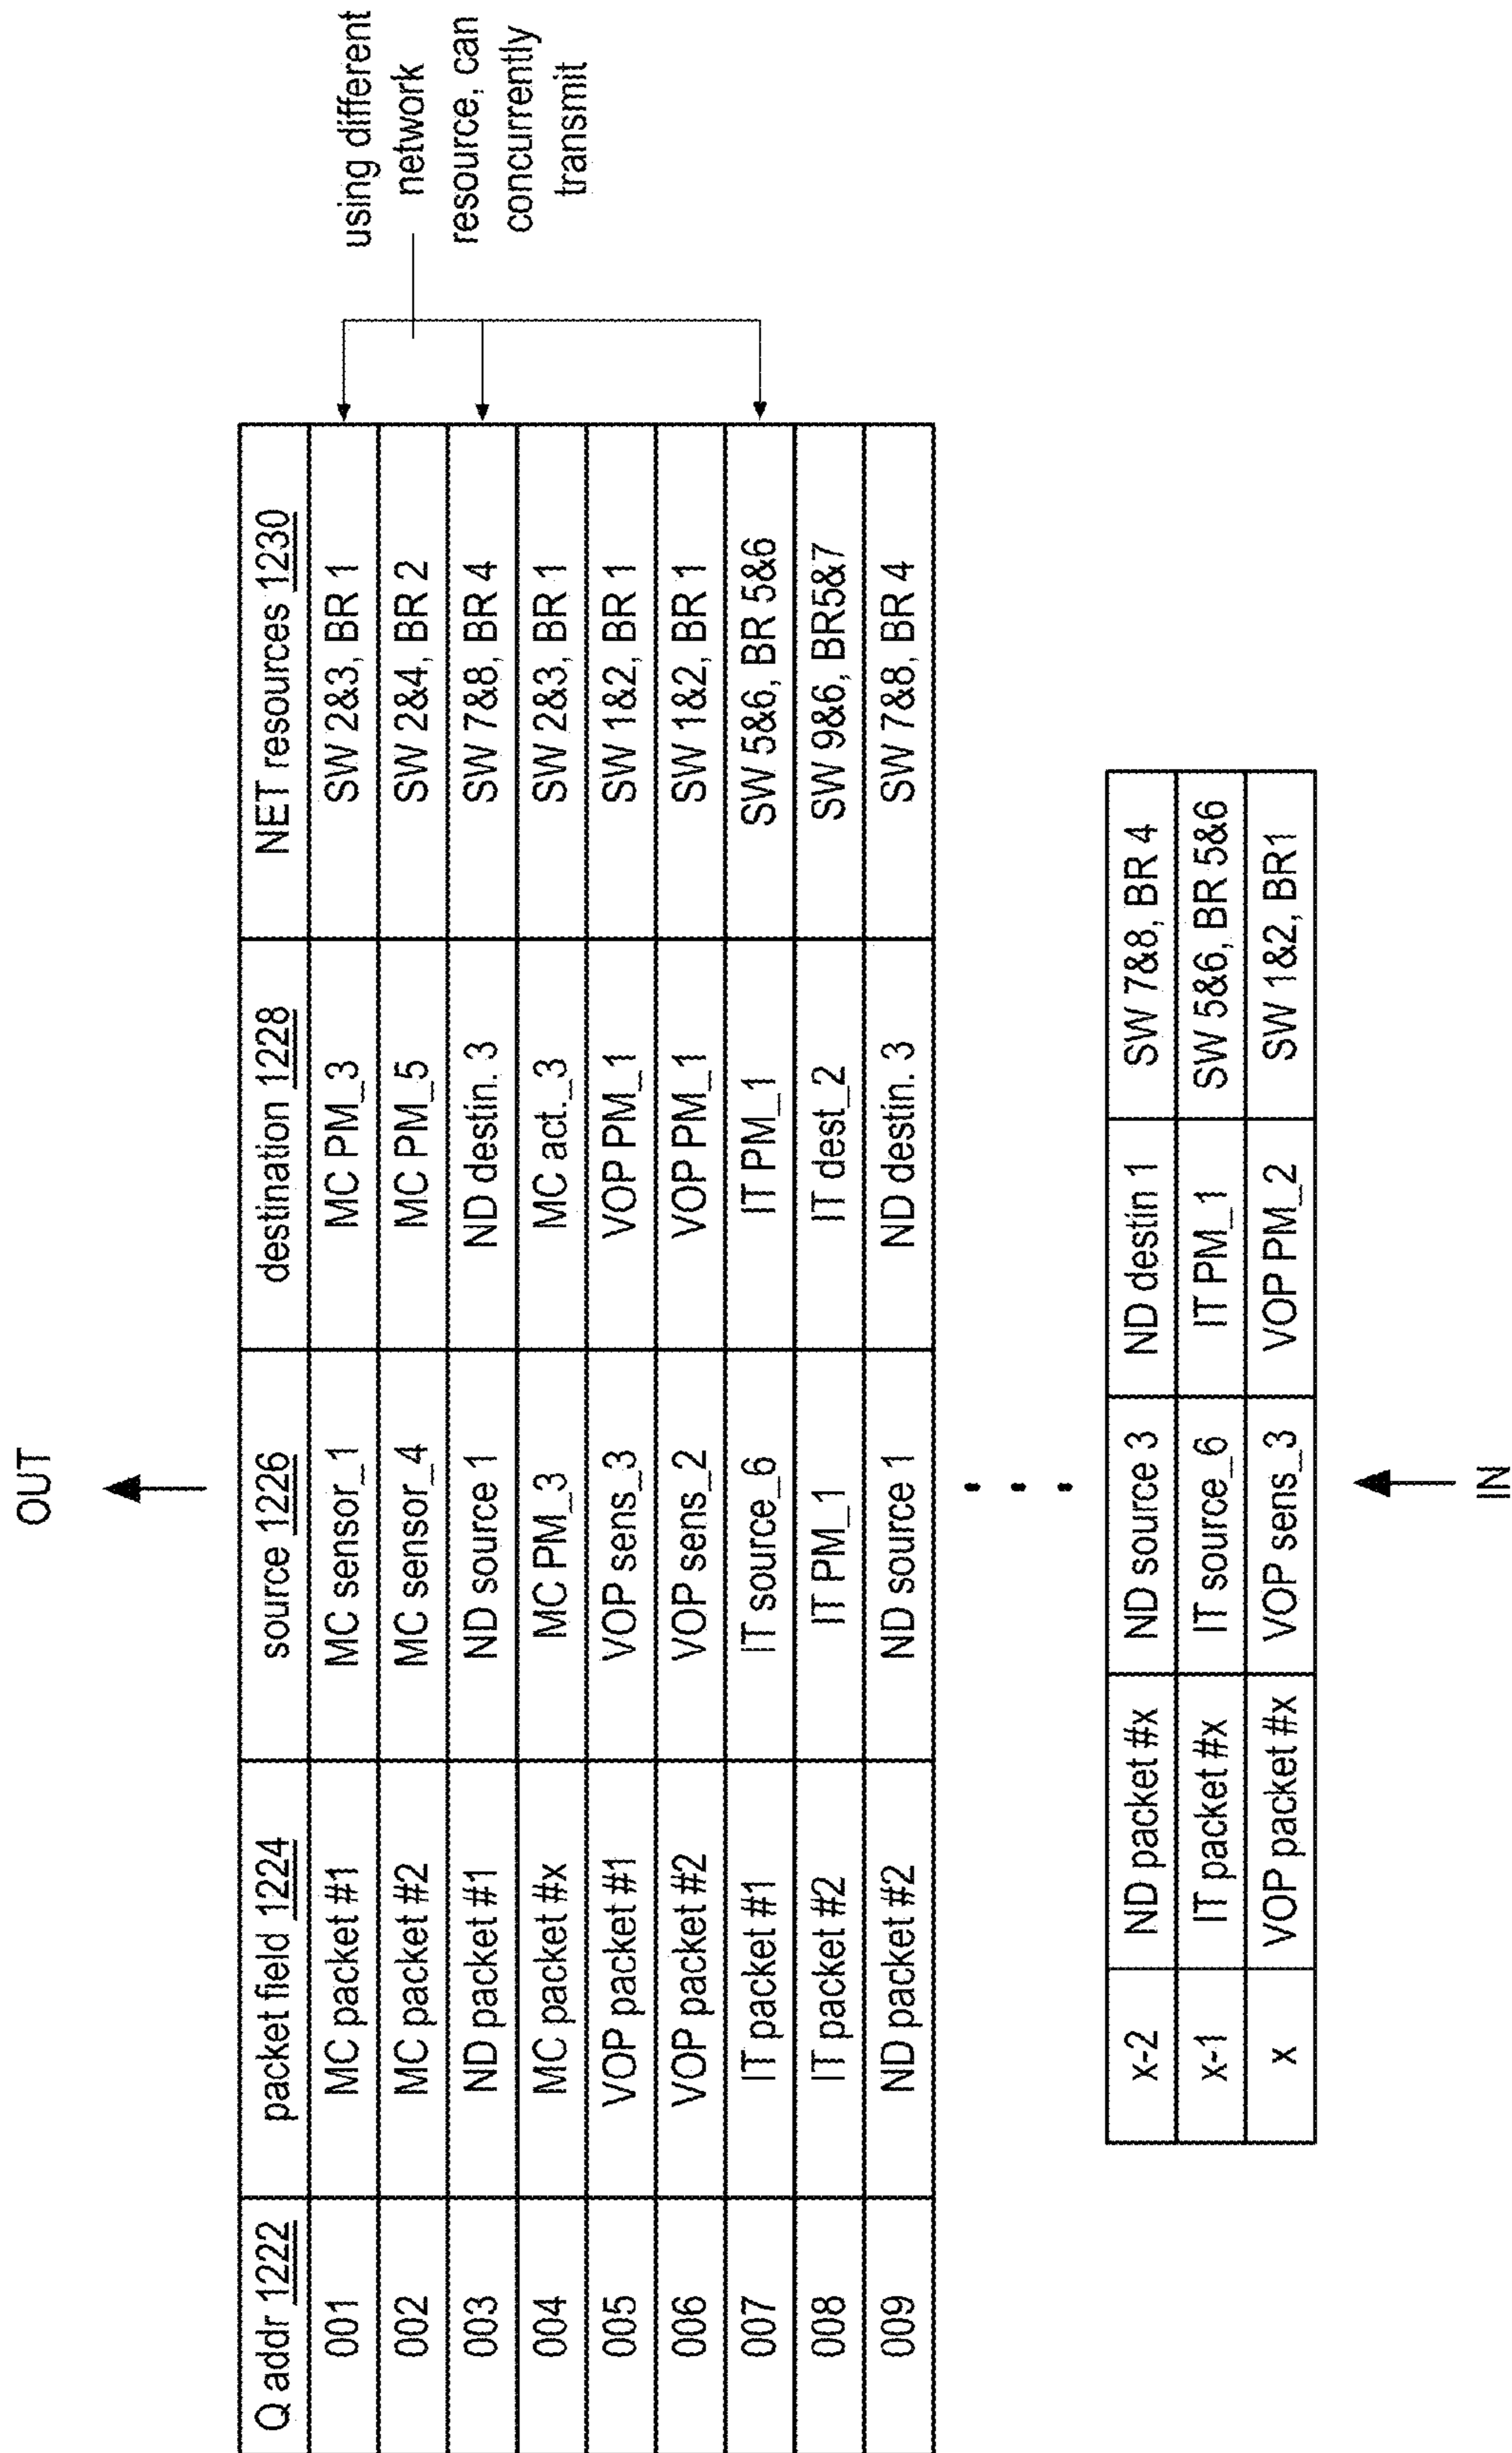 OUT
Q addr 1222 packet field 1224 source 1226 destination 1228 NET resources 1230
001 MC packet #1 MC sensor_1 MC PM_3 SW 2&3, BR 1
002 MC packet #2 MC sensor_4 MC PM_5 SW 2&4, BR 2
003 ND packet #1 ND source 1 ND destin. 3 SW 7&8, BR 4
004 MC packet #x MC PM_3 MC act._3 SW 2&3, BR 1
005 VOP packet #1 VOP sens_3 VOP PM_1 SW 1&2, BR 1
006 VOP packet #2 VOP sens_2 VOP PM_1 SW 1&2, BR 1
007 IT packet #1 IT source_6 IT PM_1 SW 5&6, BR 5&6
008 IT packet #2 IT PM_1 IT dest_2 SW 9&6, BR5&7
009 ND packet #2 ND source 1 ND destin. 3 SW 7&8, BR 4
using different
network
resource, can
concurrently
transmit
x-2 ND packet #x ND source 3 ND destin 1 SW 7&8, BR 4
x-1 IT packet #x IT source_6 IT PM_1 SW 5&6, BR 5&6
x VOP packet #x VOP sens_3 VOP PM_2 SW 1&2, BR1
IN